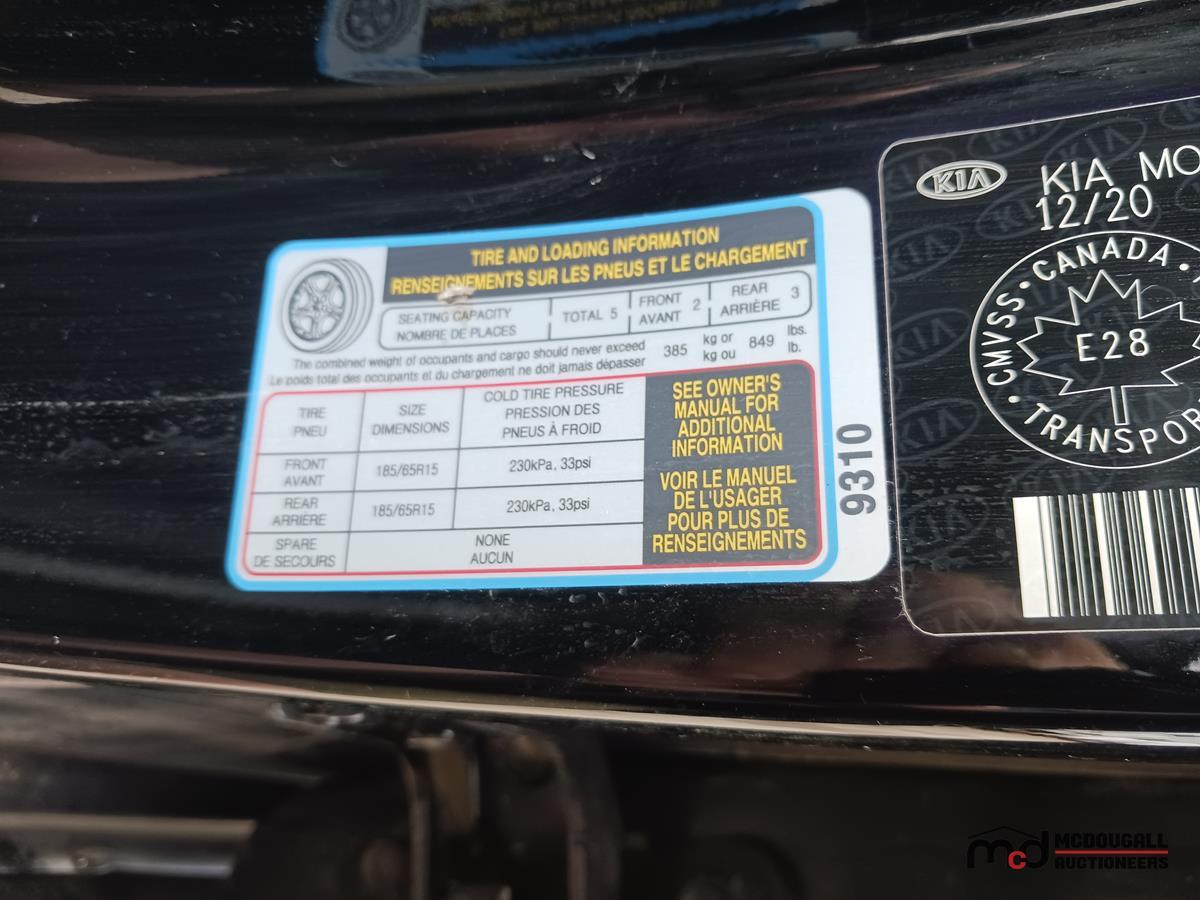 TIRE AND LOADING INFORMATION
RENSEIGNEMENTS SUR LES PNEUS ET LE CHARGEMENT
SEATING CAPACITY
NOMBRE DE PLACES
TOTAL 5
FRONT
AVANT
2
REAR
ARRIÈRE
3
The combined weight of occupants and cargo should never exceed
Le poids total des occupants et du chargement ne doit jamais dépasser
385
kg or
kg ou
849
lbs.
lb.
TIRE
PNEU
SIZE
DIMENSIONS
COLD TIRE PRESSURE
PRESSION DES
PNEUS À FROID
FRONT
AVANT
185/65R15
230kPa, 33psi
REAR
ARRIÈRE
185/65R15
230kPa, 33psi
SPARE
DE SECOURS
NONE
AUCUN
SEE OWNER'S
MANUAL FOR
ADDITIONAL
INFORMATION
VOIR LE MANUEL
DE L'USAGER
POUR PLUS DE
RENSEIGNEMENTS
9310
KIA
KIA MO
12/20
CANADA
CMVSS
E28
TRANSPOR
mcd
MCDOUGALL
AUCTIONEERS